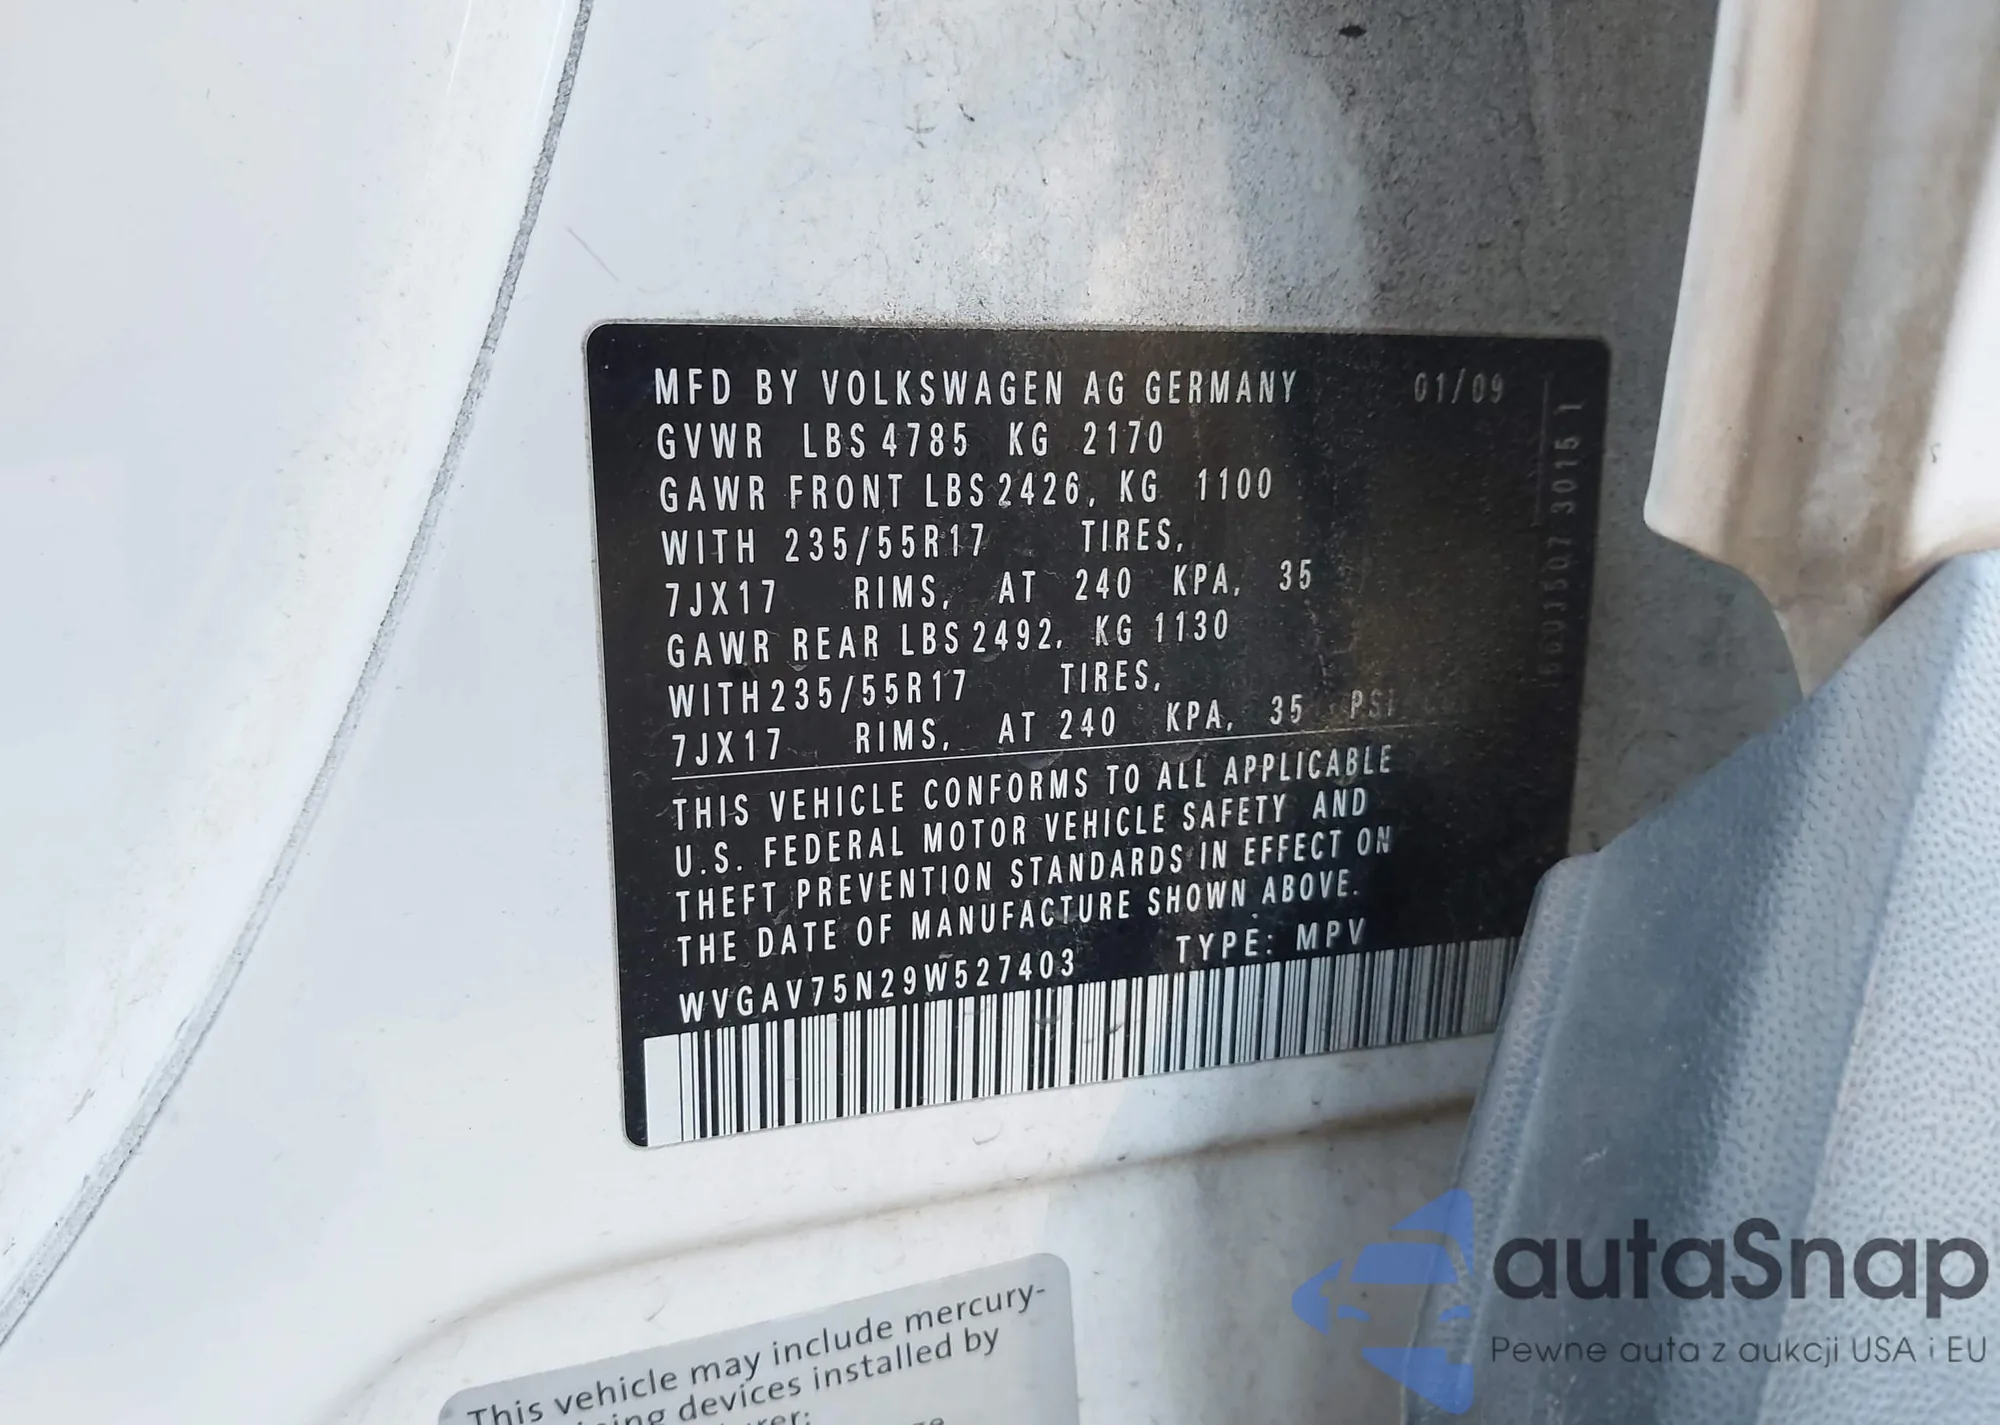 MFD BY VOLKSWAGEN AG GERMANY 01/09
GVWR LBS 4785 KG 2170
GAWR FRONT LBS 2426, KG 1100
WITH 235/55R17 TIRES,
7JX17 RIMS, AT 240 KPA, 35
GAWR REAR LBS 2492, KG 1130
WITH 235/55R17 TIRES,
7JX17 RIMS, AT 240 KPA, 35 PSI
THIS VEHICLE CONFORMS TO ALL APPLICABLE
U.S. FEDERAL MOTOR VEHICLE SAFETY AND
THEFT PREVENTION STANDARDS IN EFFECT ON
THE DATE OF MANUFACTURE SHOWN ABOVE.
WVGAV75N29W527403 TYPE: MPV
This vehicle may include mercury-
devices installed by
autaSnap
Pewne auta z aukcji USA i EU